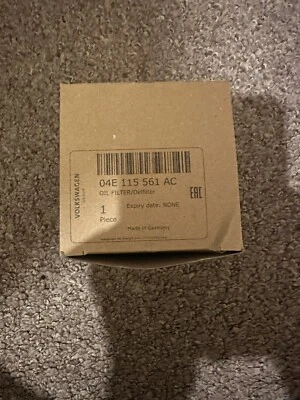 VOLKSWAGEN
04E 115 561 AC
OIL FILTER/Oelfilter
1
Piece
Expiry date: NONE
EAC
Made in Germany